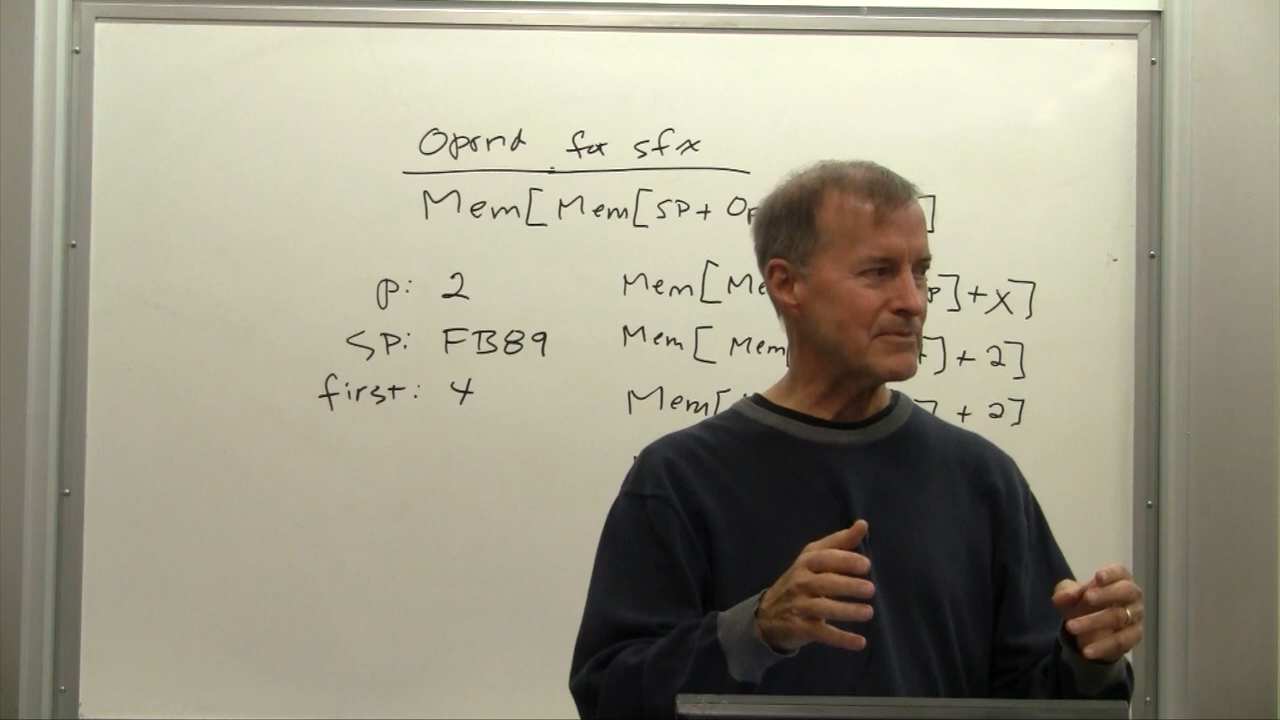 Oprnd for sfx
Mem[Mem[SP+ Op ]
p: 2
SP: FB89
first: 4
Mem[Me p]+X]
Mem[Mem ]+2]
Mem[ ]+2]